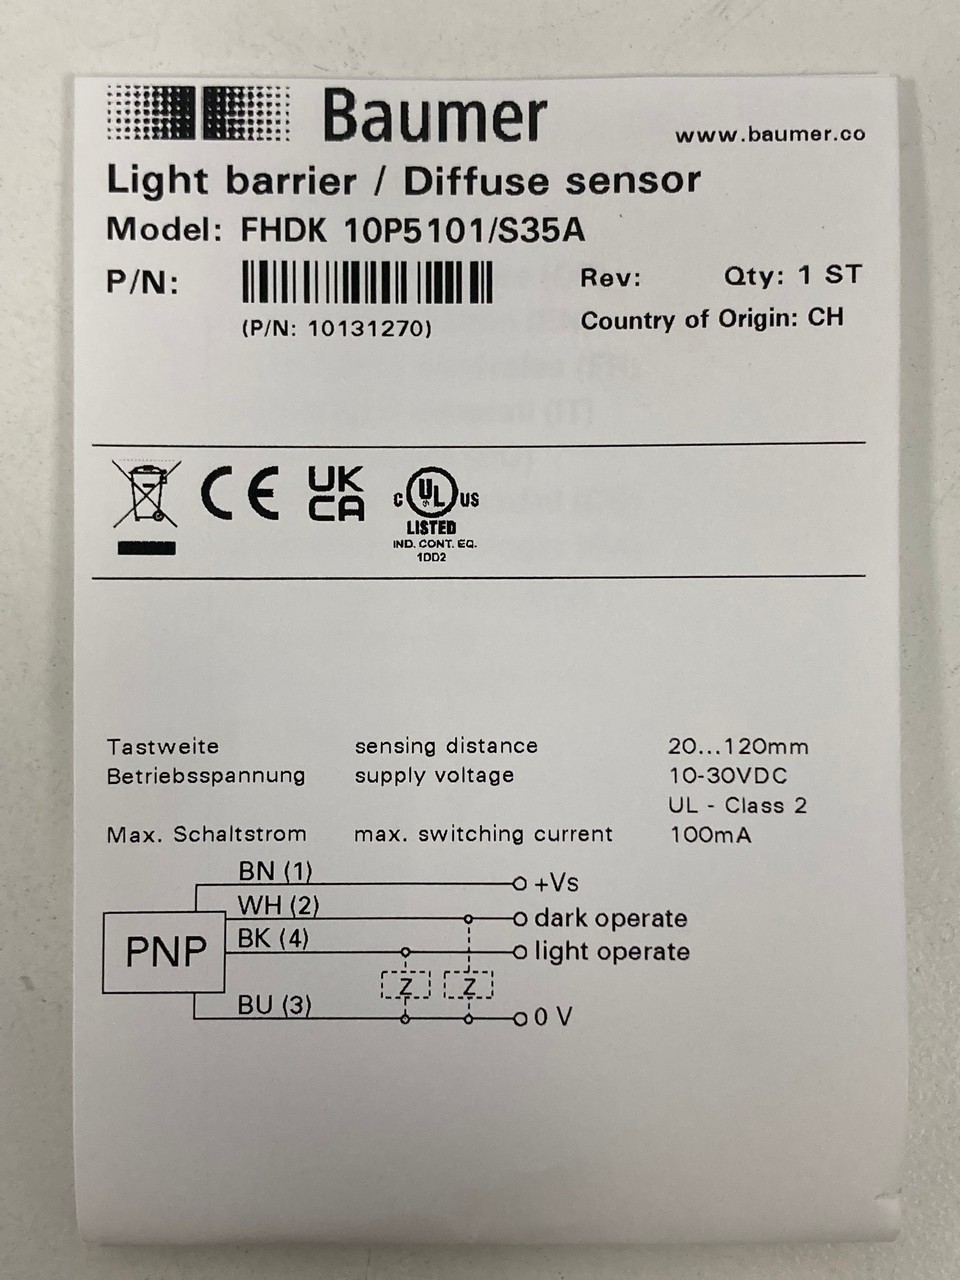 Baumer
www.baumer.co
Light barrier / Diffuse sensor
Model: FHDK 10P5101/S35A
P/N:
Rev: Qty: 1 ST
(P/N: 10131270)
Country of Origin: CH
CE UK CA
C UL US
LISTED
IND. CONT. EQ.
1DD2
Tastweite sensing distance 20...120mm
Betriebsspannung supply voltage 10-30VDC
UL - Class 2
Max. Schaltstrom max. switching current 100mA
BN (1) +Vs
WH (2) dark operate
PNP BK (4) light operate
Z Z
BU (3) 0 V